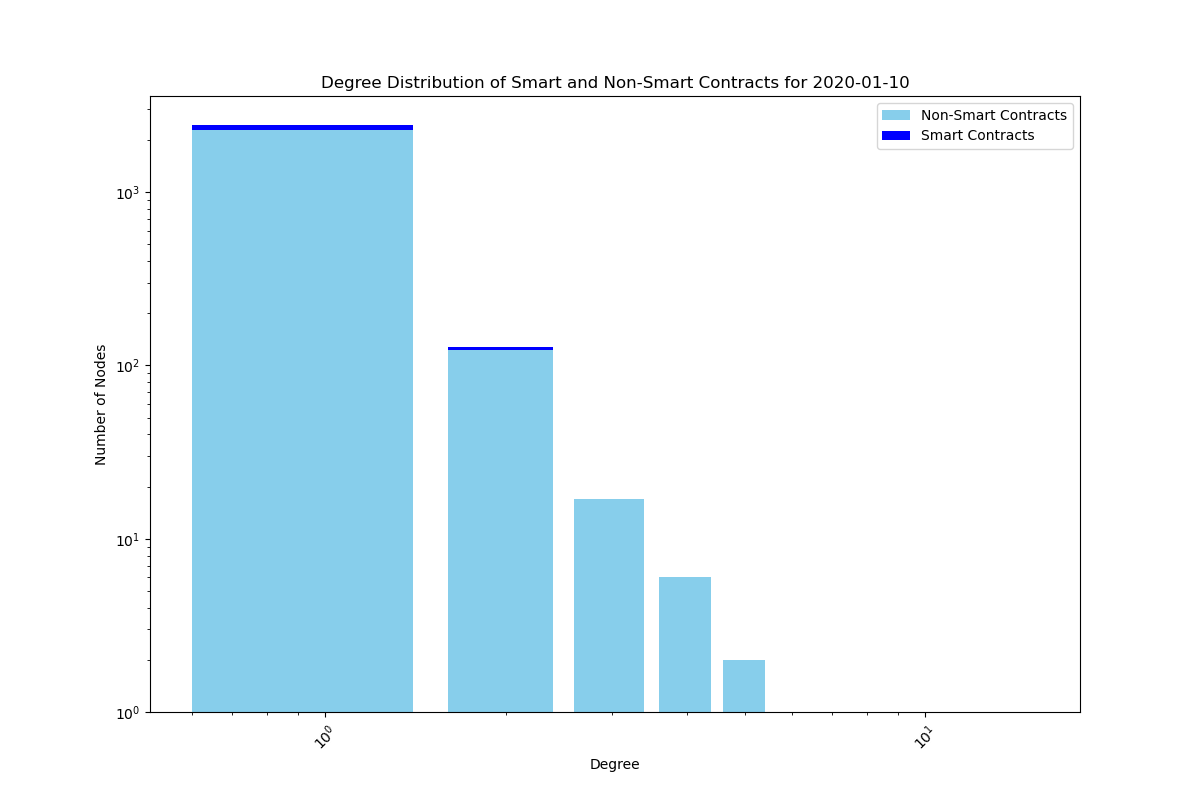 Degree Distribution of Smart and Non-Smart Contracts for 2020-01-10
Non-Smart Contracts
Smart Contracts
Number of Nodes
10³
10²
10¹
10⁰
10⁰
10¹
Degree